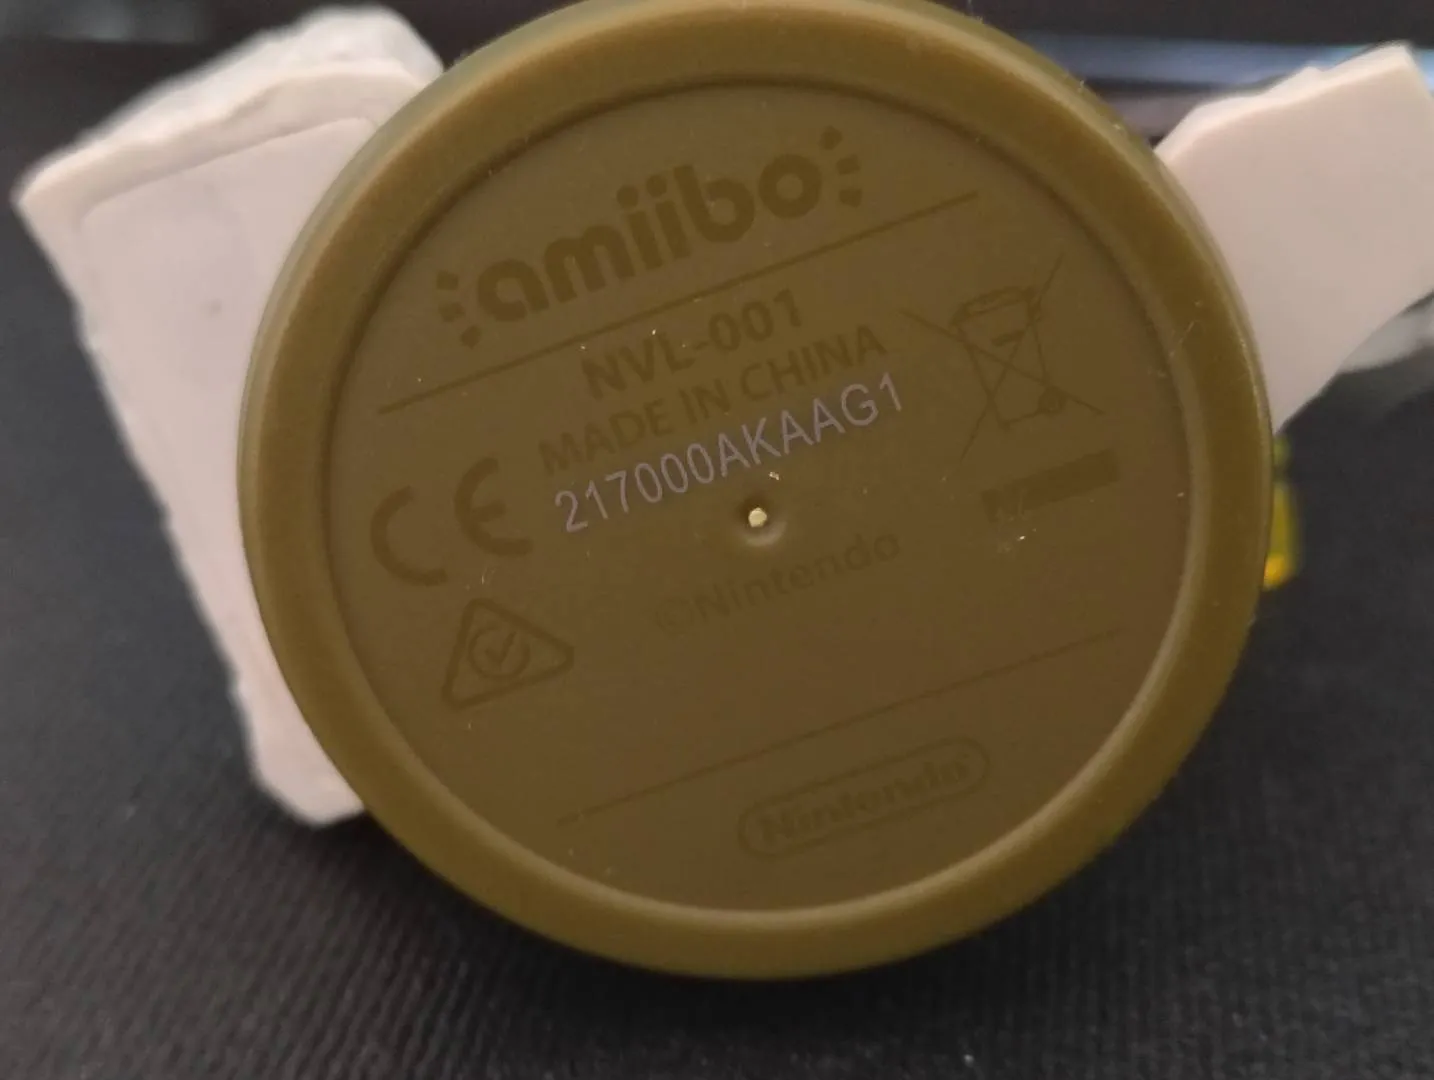 amiibo
NVL-001
MADE IN CHINA
217000AKAAG1
CE
©Nintendo
Nintendo